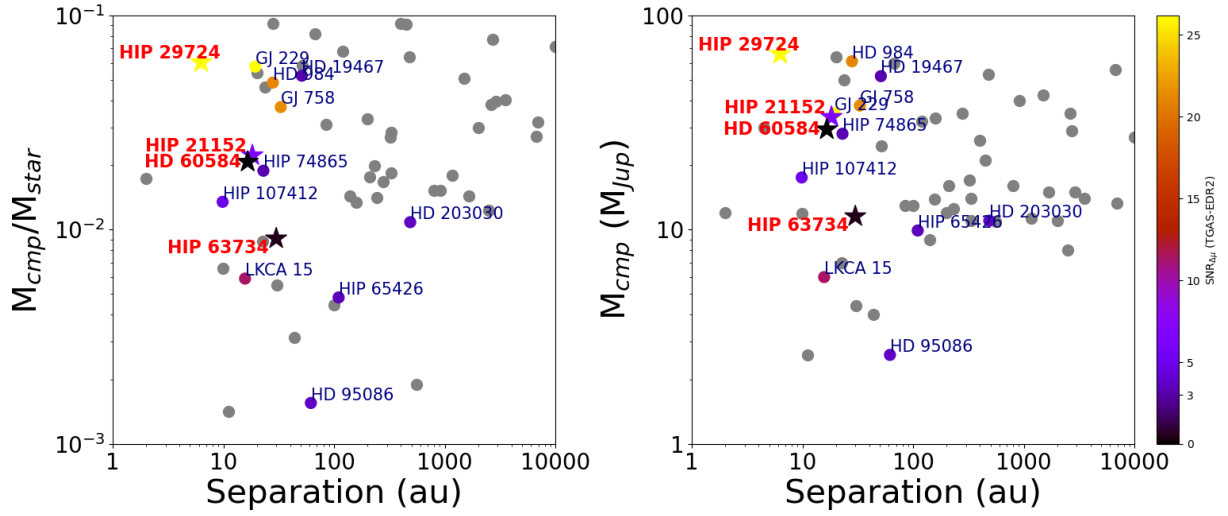 10⁻¹
10⁻²
10⁻³
M_cmp/M_star
HIP 29724
GJ 229
HD 19467
HD 984
GJ 758
HIP 21152
HD 60584
HIP 74865
HIP 107412
HD 203030
HIP 63734
LKCA 15
HIP 65426
HD 95086
1 10 100 1000 10000
Separation (au)
100
10
1
M_cmp (M_Jup)
HIP 29724
HD 984
HD 19467
HIP 21152
GJ 758
GJ 229
HD 60584
HIP 74865
HIP 107412
HIP 63734
HD 203030
HIP 65426
LKCA 15
HD 95086
1 10 100 1000 10000
Separation (au)
25
20
15
10
5
3
0
SNR_Δμ (TGAS-EDR2)